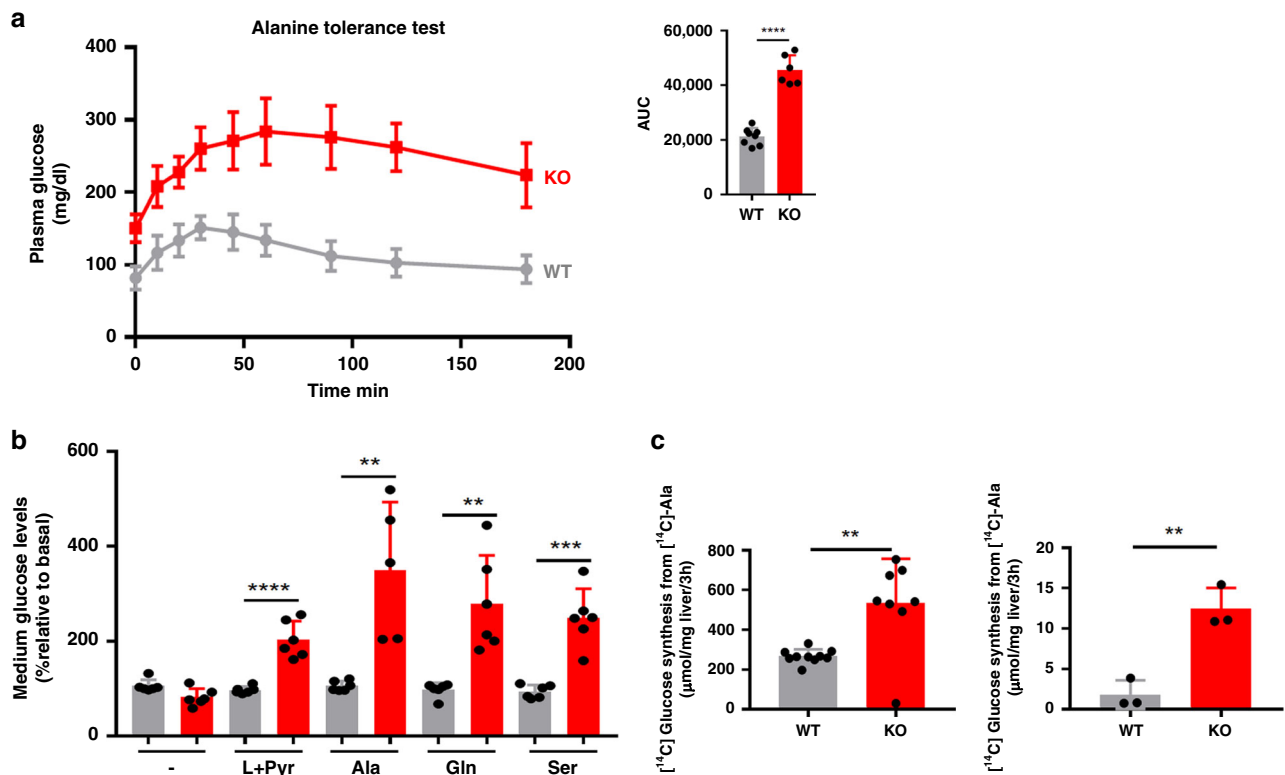 a
Alanine tolerance test
Plasma glucose
(mg/dl)
400
300
200
100
0
KO
WT
0 50 100 150 200
Time min
AUC
60,000
40,000
20,000
0
****
WT KO
b
Medium glucose levels
(%relative to basal)
600
400
200
0
****
**
**
***
- L+Pyr Ala Gln Ser
c
[¹⁴C] Glucose synthesis from [¹⁴C]-Ala
(µmol/mg liver/3h)
800
600
400
200
0
**
WT KO
[¹⁴C] Glucose synthesis from [¹⁴C]-Ala
(µmol/mg liver/3h)
20
15
10
5
0
**
WT KO